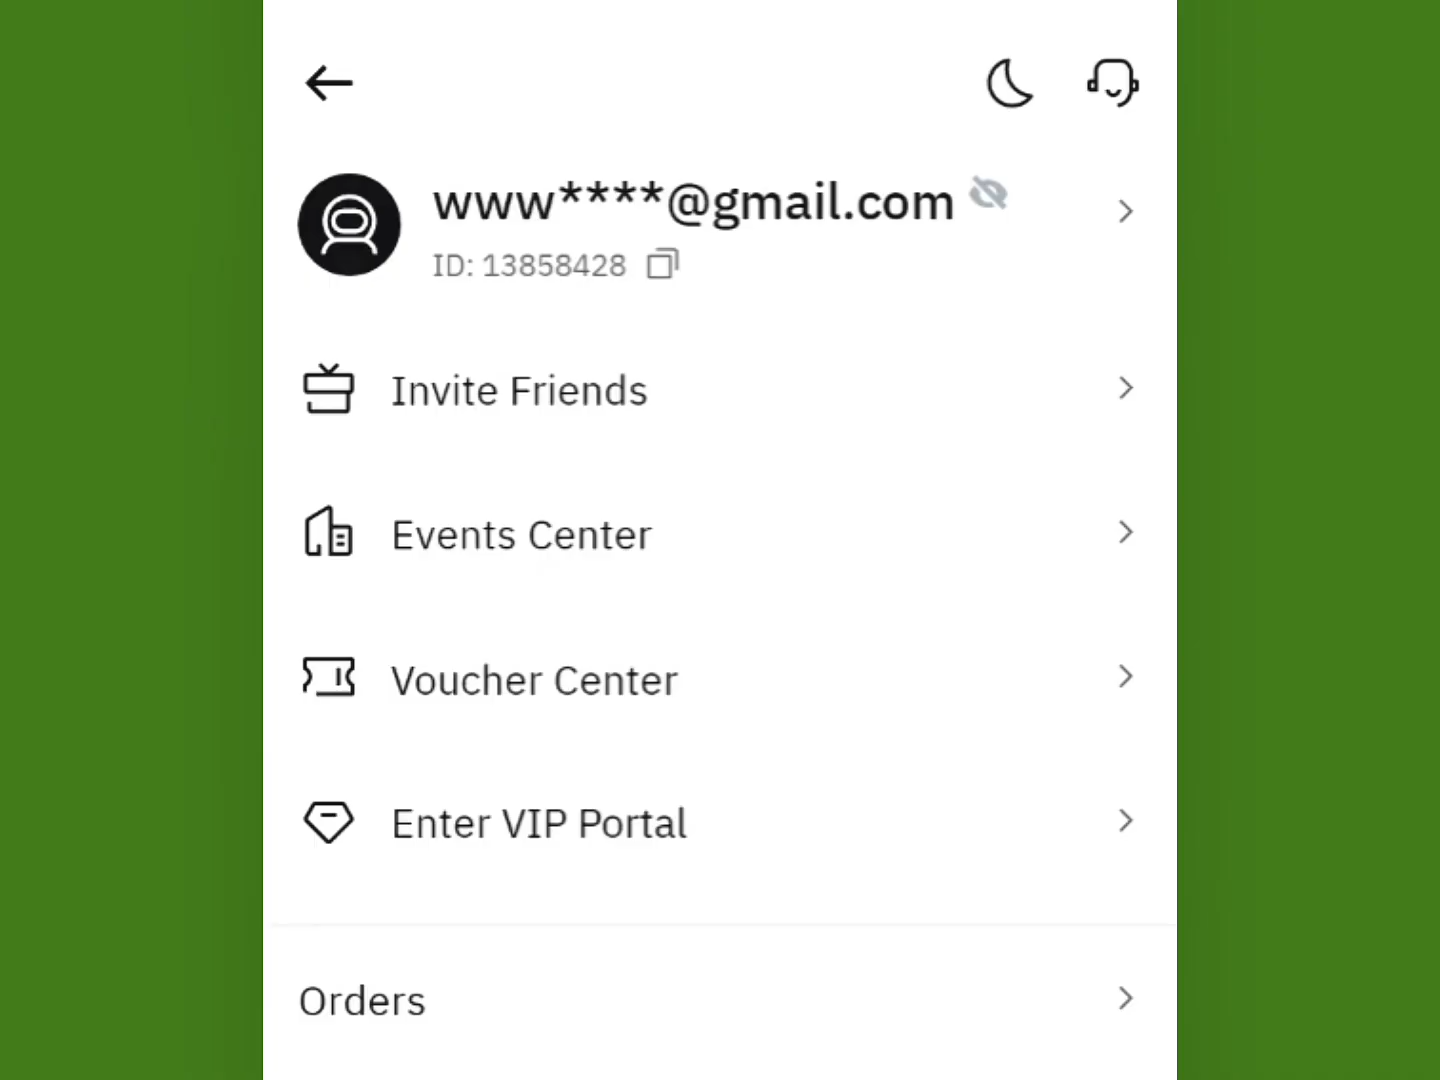 www****@gmail.com
ID: 13858428
Invite Friends
Events Center
Voucher Center
Enter VIP Portal
Orders